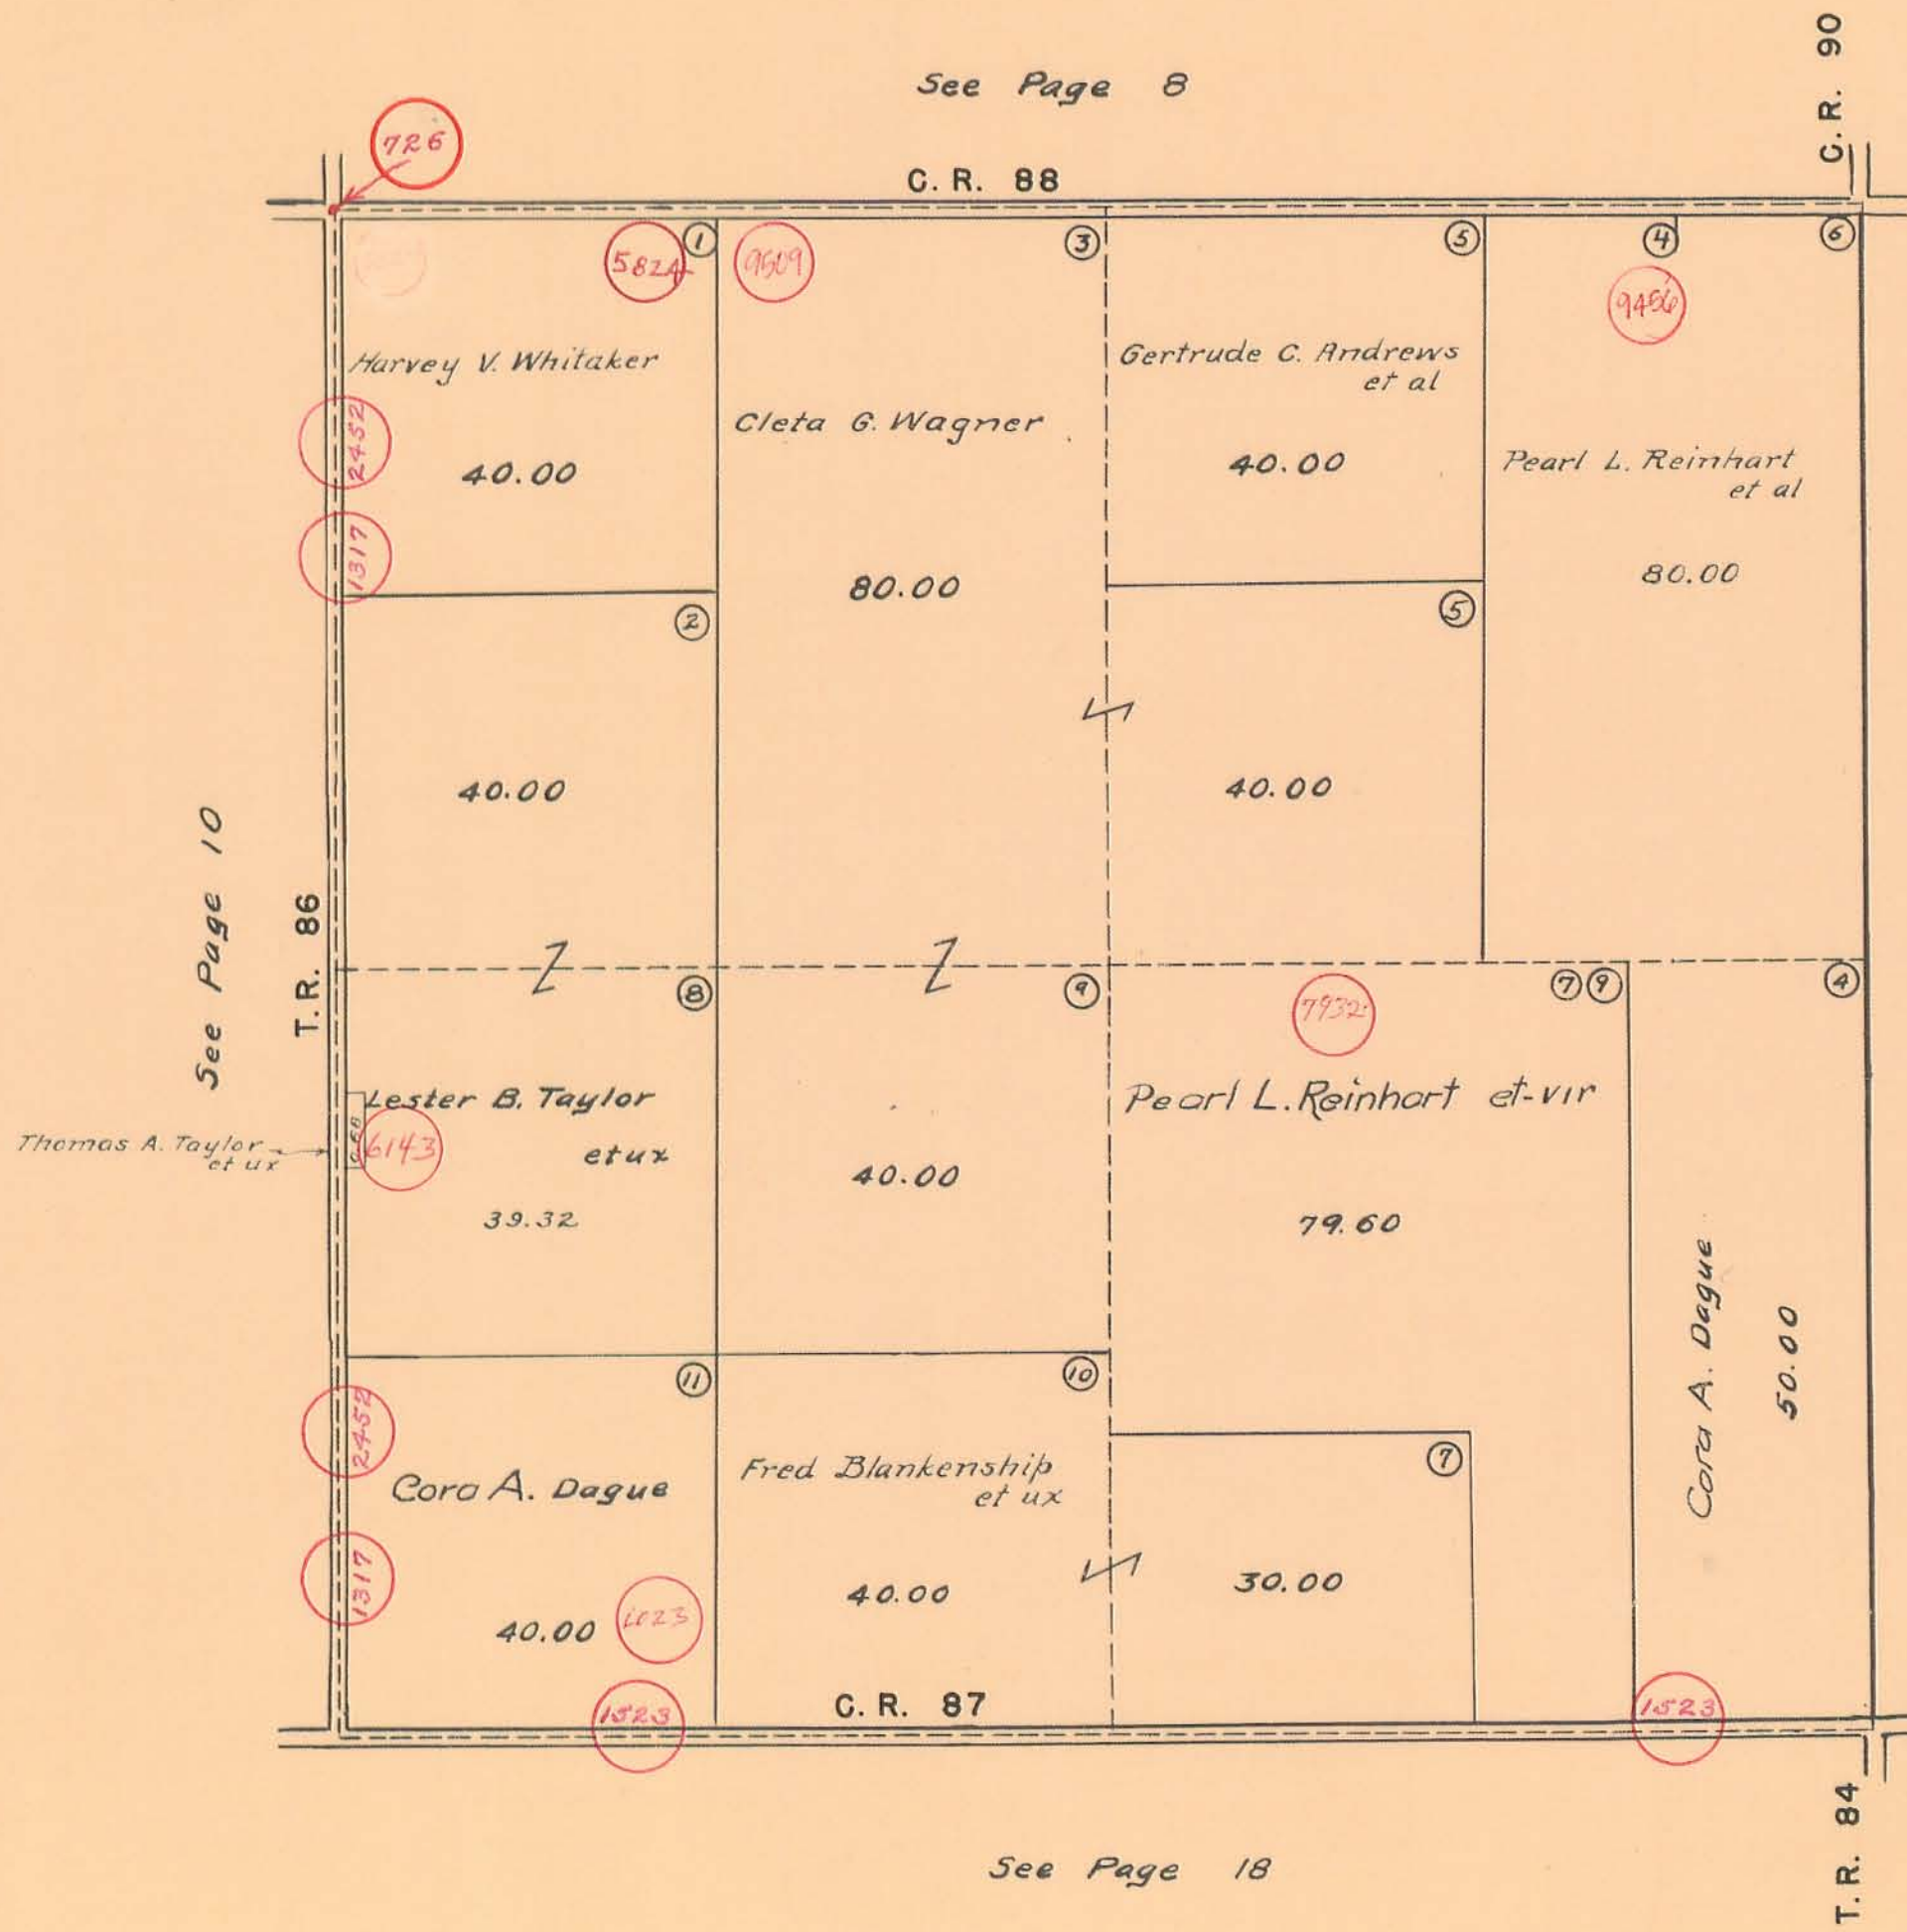 See Page 8
C.R. 90
726
C. R. 88
1
5824
9509
3
5
4
6
9456
Harvey V. Whitaker
40.00
2452
1317
Cleta G. Wagner
80.00
Gertrude C. Andrews
et al
40.00
Pearl L. Reinhart
et al
80.00
2
40.00
5
40.00
See Page 10
T.R. 86
8
9
7932
7 9
4
Lester B. Taylor
et ux
39.32
Thomas A. Taylor
et ux
0.68
6143
40.00
Pearl L. Reinhart et-vir
79.60
Cora A. Dague
50.00
11
10
7
2452
1317
Cora A. Dague
40.00
1523
Fred Blankenship
et ux
40.00
30.00
C. R. 87
1523
See Page 18
T.R. 84